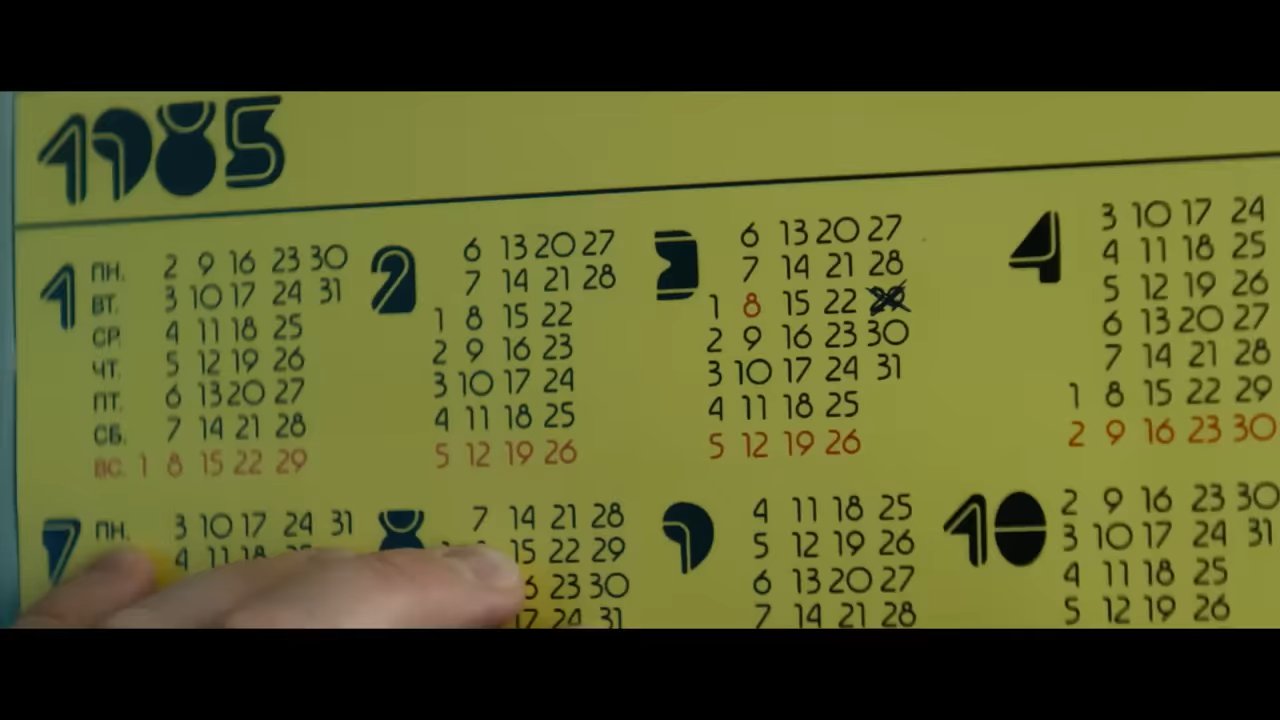 1985
1
ПН. 2 9 16 23 30
ВТ. 3 10 17 24 31
СР. 4 11 18 25
ЧТ. 5 12 19 26
ПТ. 6 13 20 27
СБ. 7 14 21 28
ВС. 1 8 15 22 29
2
6 13 20 27
7 14 21 28
1 8 15 22
2 9 16 23
3 10 17 24
4 11 18 25
5 12 19 26
3
6 13 20 27
7 14 21 28
1 8 15 22 29
2 9 16 23 30
3 10 17 24 31
4 11 18 25
5 12 19 26
4
3 10 17 24
4 11 18 25
5 12 19 26
6 13 20 27
7 14 21 28
1 8 15 22 29
2 9 16 23 30
7
ПН. 3 10 17 24 31
4 11 18
8
7 14 21 28
15 22 29
23 30
17 24 31
9
4 11 18 25
5 12 19 26
6 13 20 27
7 14 21 28
10
2 9 16 23 30
3 10 17 24 31
4 11 18 25
5 12 19 26